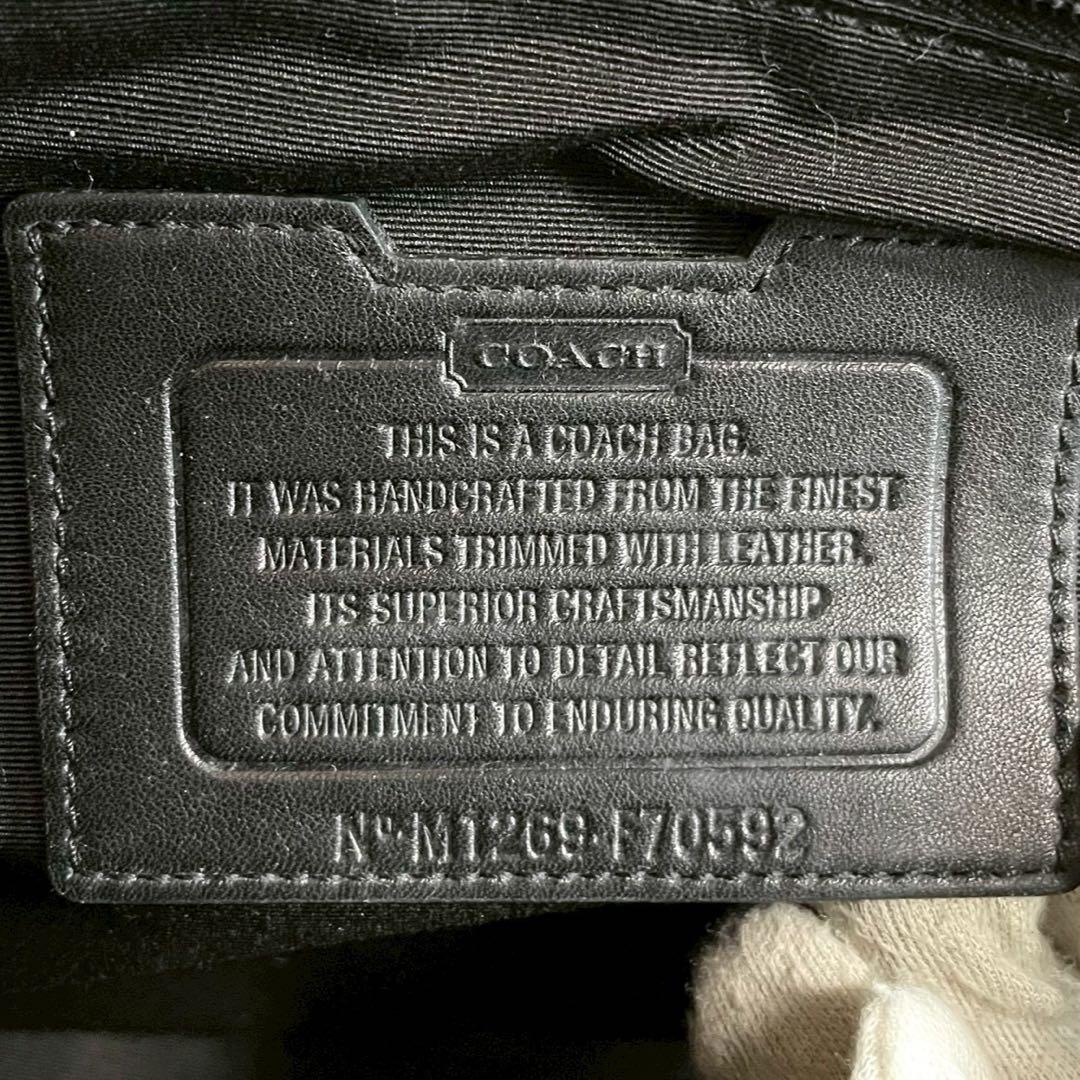 COACH
THIS IS A COACH BAG.
IT WAS HANDCRAFTED FROM THE FINEST
MATERIALS TRIMMED WITH LEATHER.
ITS SUPERIOR CRAFTSMANSHIP
AND ATTENTION TO DETAIL REFLECT OUR
COMMITMENT TO ENDURING QUALITY.
Nº·M1269·F70592